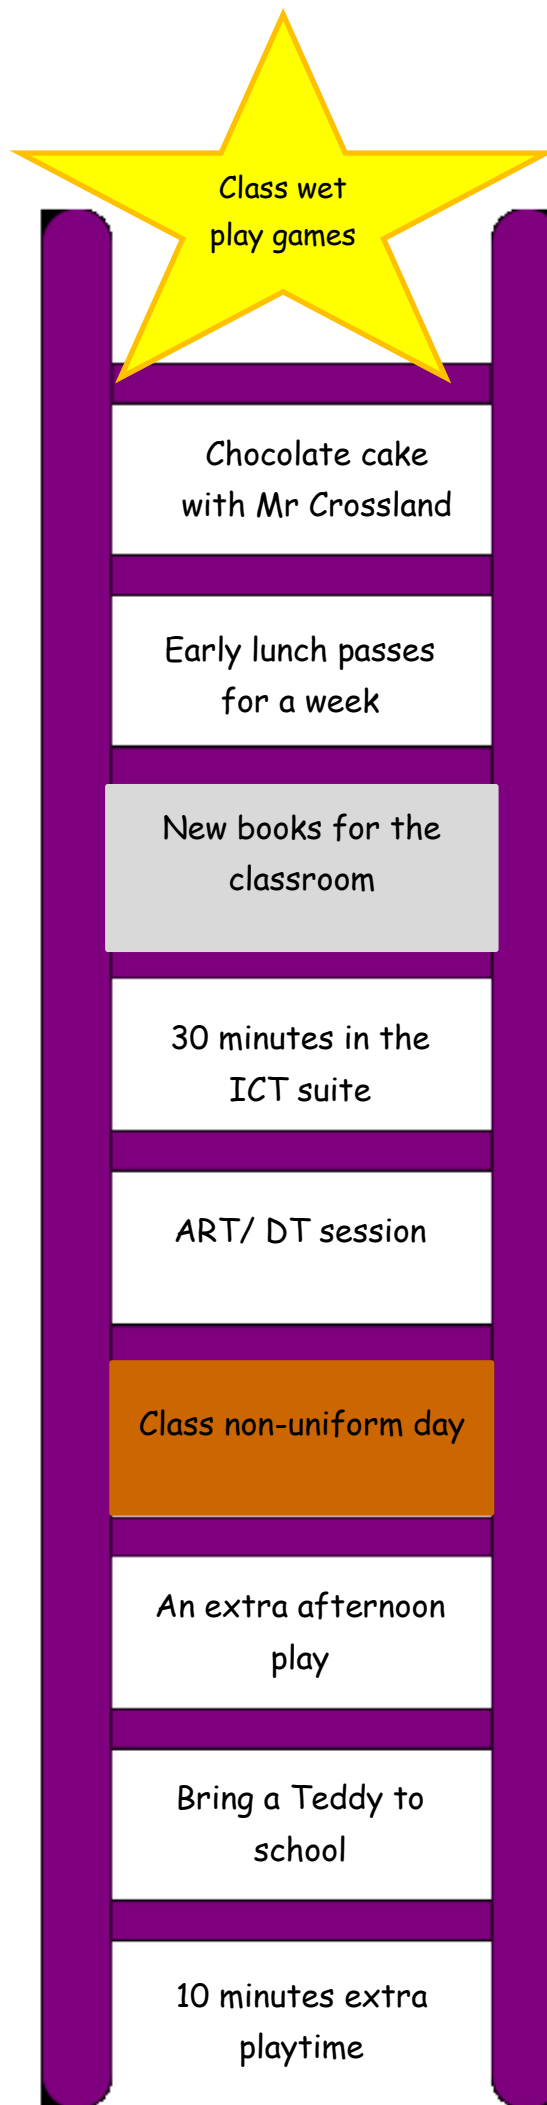 Class wet
play games
Chocolate cake
with Mr Crossland
Early lunch passes
for a week
New books for the
classroom
30 minutes in the
ICT suite
ART/ DT session
Class non-uniform day
An extra afternoon
play
Bring a Teddy to
school
10 minutes extra
playtime